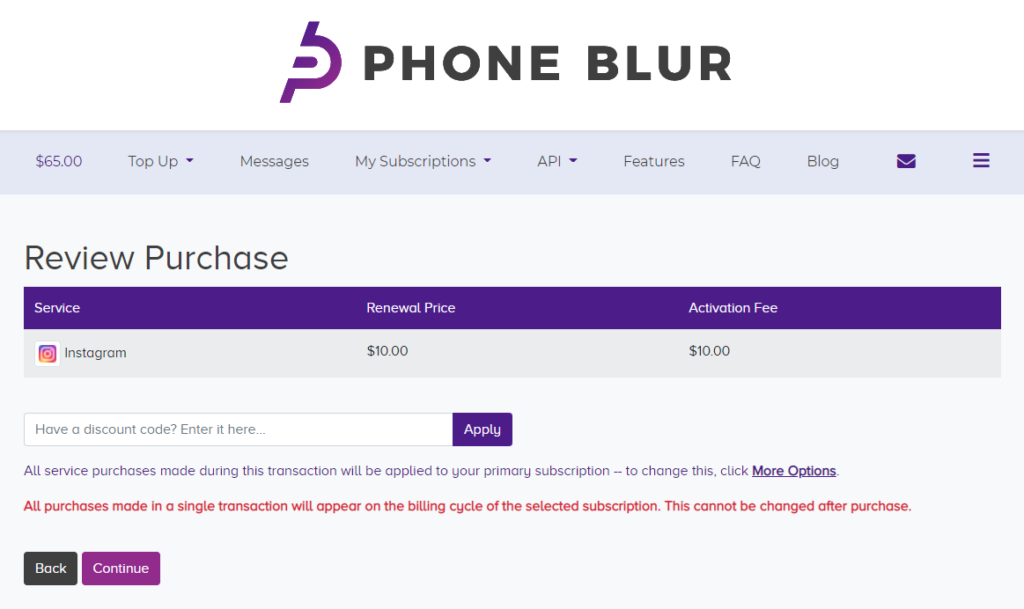 PHONE BLUR
$65.00 Top Up Messages My Subscriptions API Features FAQ Blog
Review Purchase
Service Renewal Price Activation Fee
Instagram $10.00 $10.00
Have a discount code? Enter it here... Apply
All service purchases made during this transaction will be applied to your primary subscription -- to change this, click More Options.
All purchases made in a single transaction will appear on the billing cycle of the selected subscription. This cannot be changed after purchase.
Back Continue